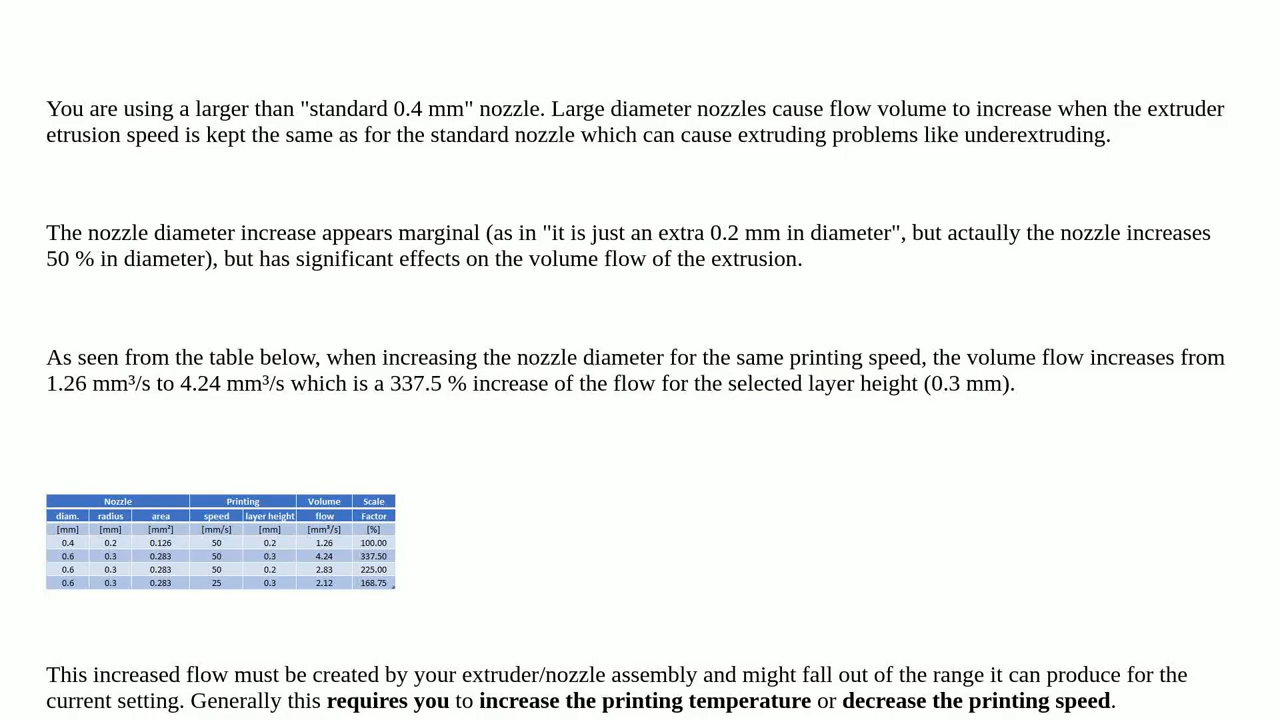 You are using a larger than "standard 0.4 mm" nozzle. Large diameter nozzles cause flow volume to increase when the extruder
etrusion speed is kept the same as for the standard nozzle which can cause extruding problems like underextruding.
The nozzle diameter increase appears marginal (as in "it is just an extra 0.2 mm in diameter", but actaully the nozzle increases
50 % in diameter), but has significant effects on the volume flow of the extrusion.
As seen from the table below, when increasing the nozzle diameter for the same printing speed, the volume flow increases from
1.26 mm³/s to 4.24 mm³/s which is a 337.5 % increase of the flow for the selected layer height (0.3 mm).
Nozzle Printing Volume Scale
diam. radius area speed layer height flow Factor
[mm] [mm] [mm²] [mm/s] [mm] [mm³/s] [%]
0.4 0.2 0.126 50 0.2 1.26 100.00
0.6 0.3 0.283 50 0.3 4.24 337.50
0.6 0.3 0.283 50 0.2 2.83 225.00
0.6 0.3 0.283 25 0.3 2.12 168.75
This increased flow must be created by your extruder/nozzle assembly and might fall out of the range it can produce for the
current setting. Generally this requires you to increase the printing temperature or decrease the printing speed.